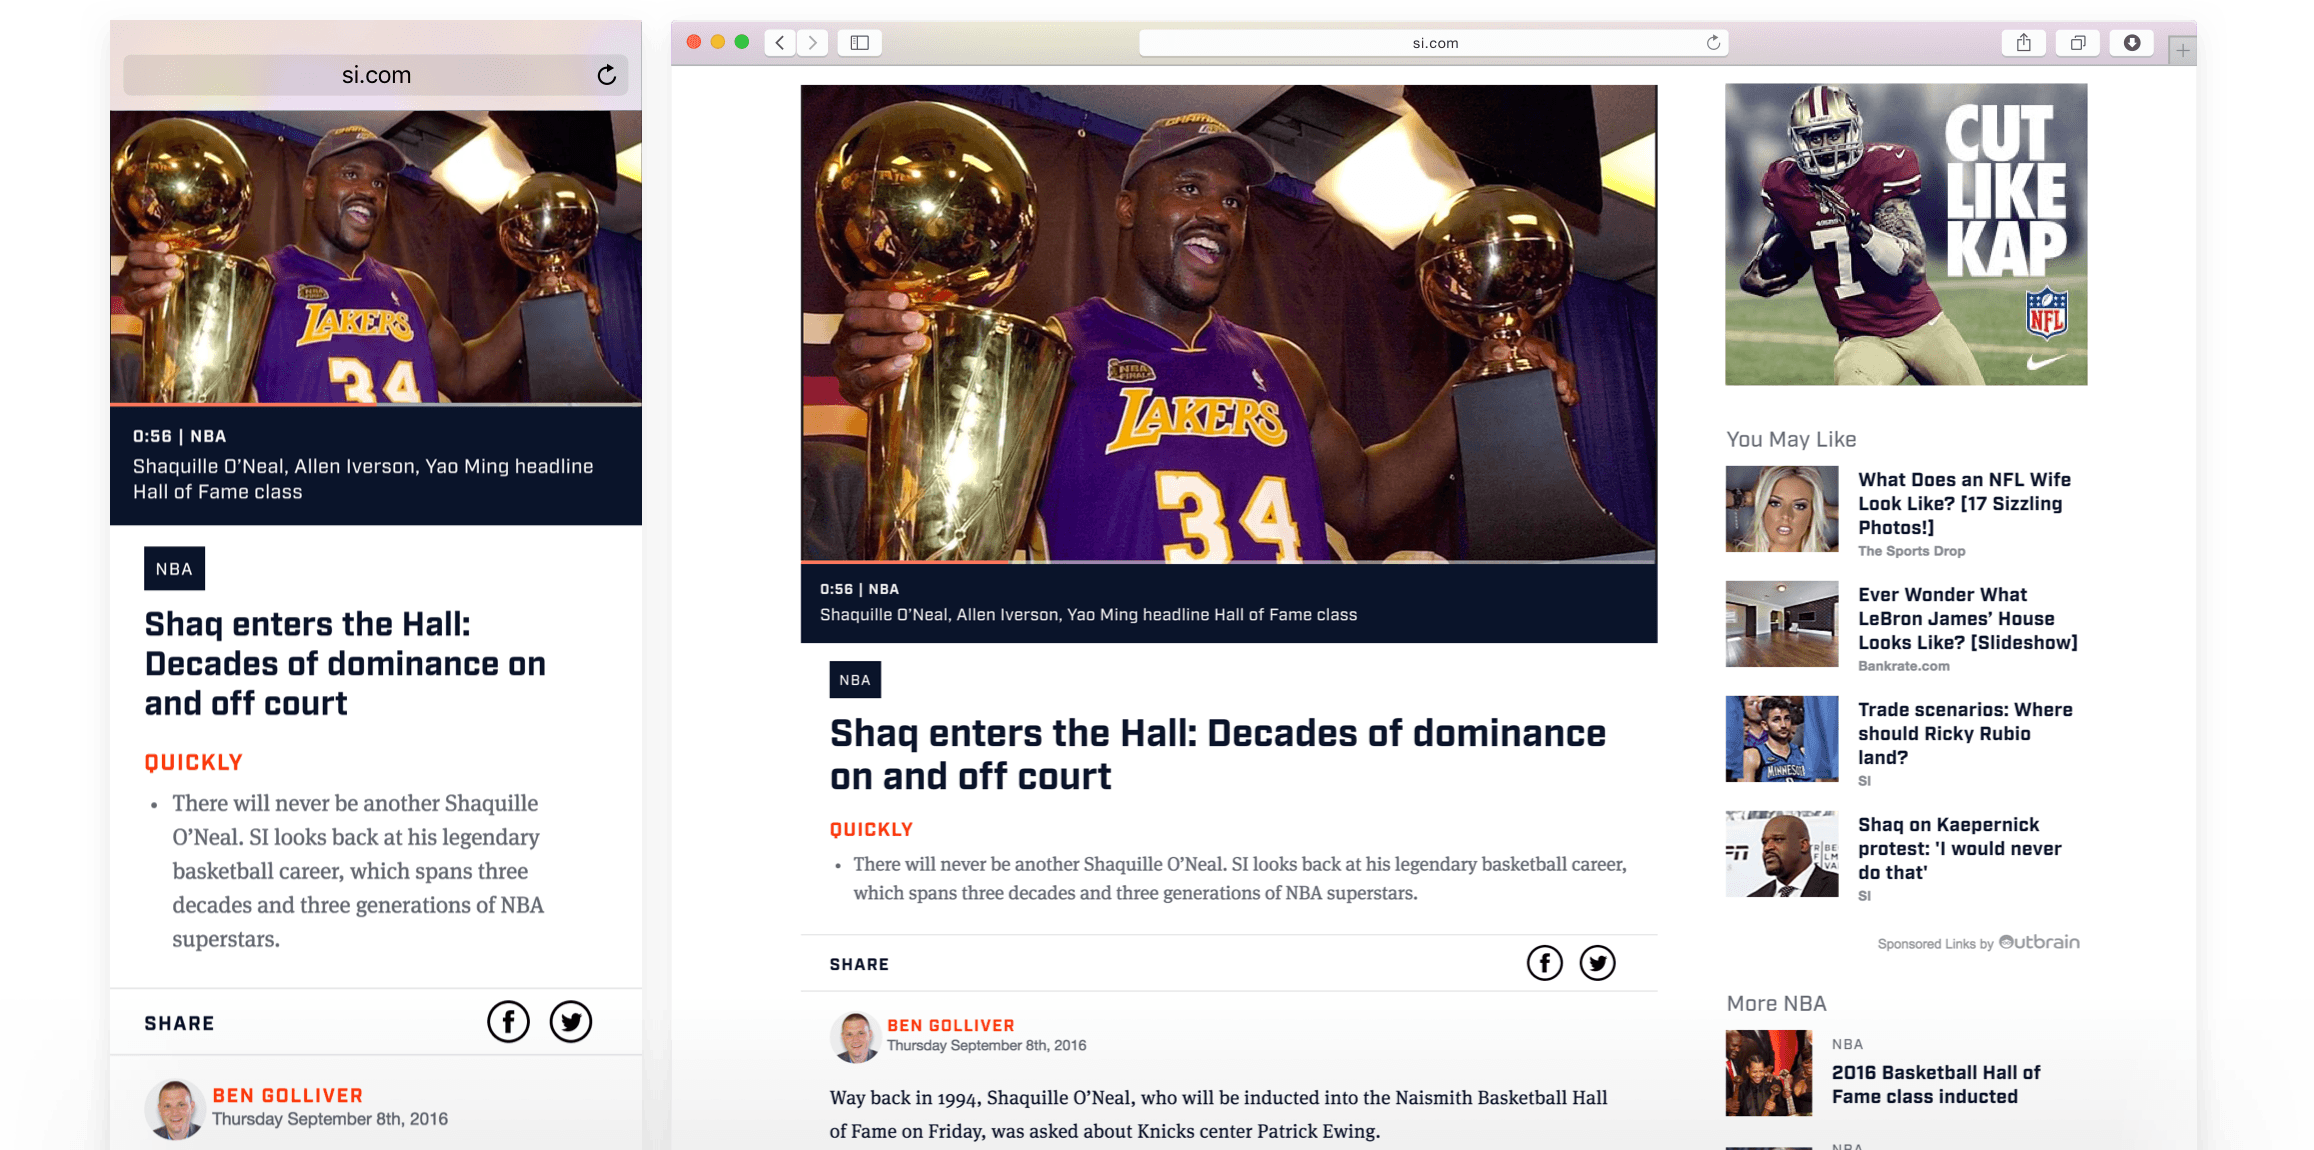 si.com
CHAMPIONS
NBA FINALS
LAKERS
34
0:56 | NBA
Shaquille O’Neal, Allen Iverson, Yao Ming headline
Hall of Fame class
NBA
Shaq enters the Hall:
Decades of dominance on
and off court
QUICKLY
• There will never be another Shaquille
O’Neal. SI looks back at his legendary
basketball career, which spans three
decades and three generations of NBA
superstars.
SHARE
BEN GOLLIVER
Thursday September 8th, 2016
si.com
NBA FINALS
LAKERS
34
0:56 | NBA
Shaquille O’Neal, Allen Iverson, Yao Ming headline Hall of Fame class
NBA
Shaq enters the Hall: Decades of dominance
on and off court
QUICKLY
• There will never be another Shaquille O’Neal. SI looks back at his legendary basketball career,
which spans three decades and three generations of NBA superstars.
SHARE
BEN GOLLIVER
Thursday September 8th, 2016
Way back in 1994, Shaquille O’Neal, who will be inducted into the Naismith Basketball Hall
of Fame on Friday, was asked about Knicks center Patrick Ewing.
CUT
LIKE
KAP
7
NFL
You May Like
What Does an NFL Wife
Look Like? [17 Sizzling
Photos!]
The Sports Drop
Ever Wonder What
LeBron James’ House
Looks Like? [Slideshow]
Bankrate.com
Trade scenarios: Where
should Ricky Rubio
land?
SI
MINNESOTA
Shaq on Kaepernick
protest: 'I would never
do that'
SI
Sponsored Links by Outbrain
More NBA
NBA
2016 Basketball Hall of
Fame class inducted
NBA